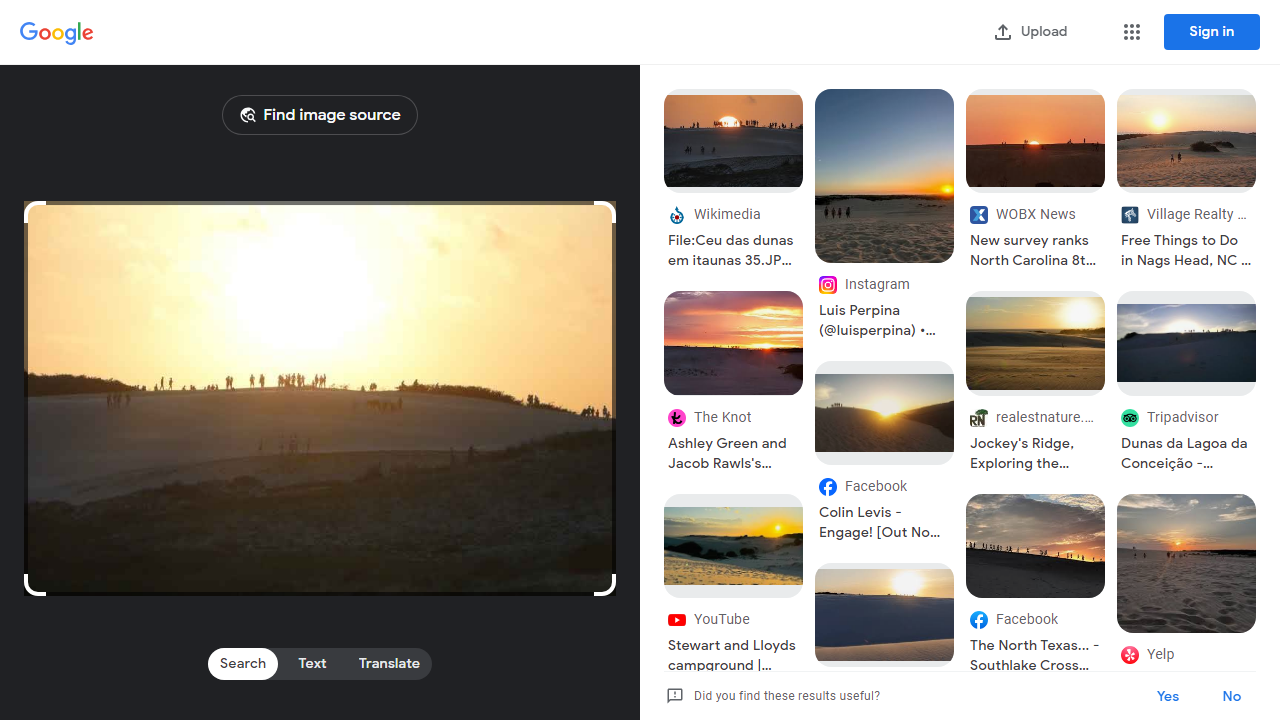 Google
Upload
Sign in
Find image source
Search
Text
Translate
Wikimedia
File:Ceu das dunas
em itaunas 35.JP...
Instagram
Luis Perpina
(@luisperpina) •...
WOBX News
New survey ranks
North Carolina 8t...
Village Realty ...
Free Things to Do
in Nags Head, NC ...
The Knot
Ashley Green and
Jacob Rawls's...
Facebook
Colin Levis -
Engage! [Out No...
realestnature....
Jockey's Ridge,
Exploring the...
Tripadvisor
Dunas da Lagoa da
Conceição -...
YouTube
Stewart and Lloyds
campground |...
Facebook
The North Texas... -
Southlake Cross...
Yelp
Did you find these results useful?
Yes
No